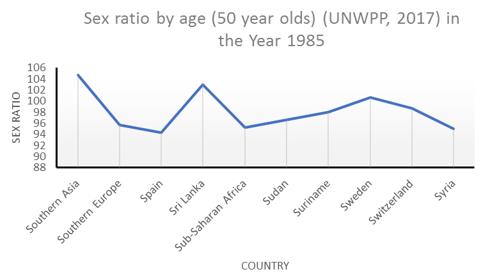 Sex ratio by age (50 year olds) (UNWPP, 2017) in
the Year 1985
106
104
102
100
98
96
94
92
90
88
SEX RATIO
Southern Asia
Southern Europe
Spain
Sri Lanka
Sub-Saharan Africa
Sudan
Suriname
Sweden
Switzerland
Syria
COUNTRY